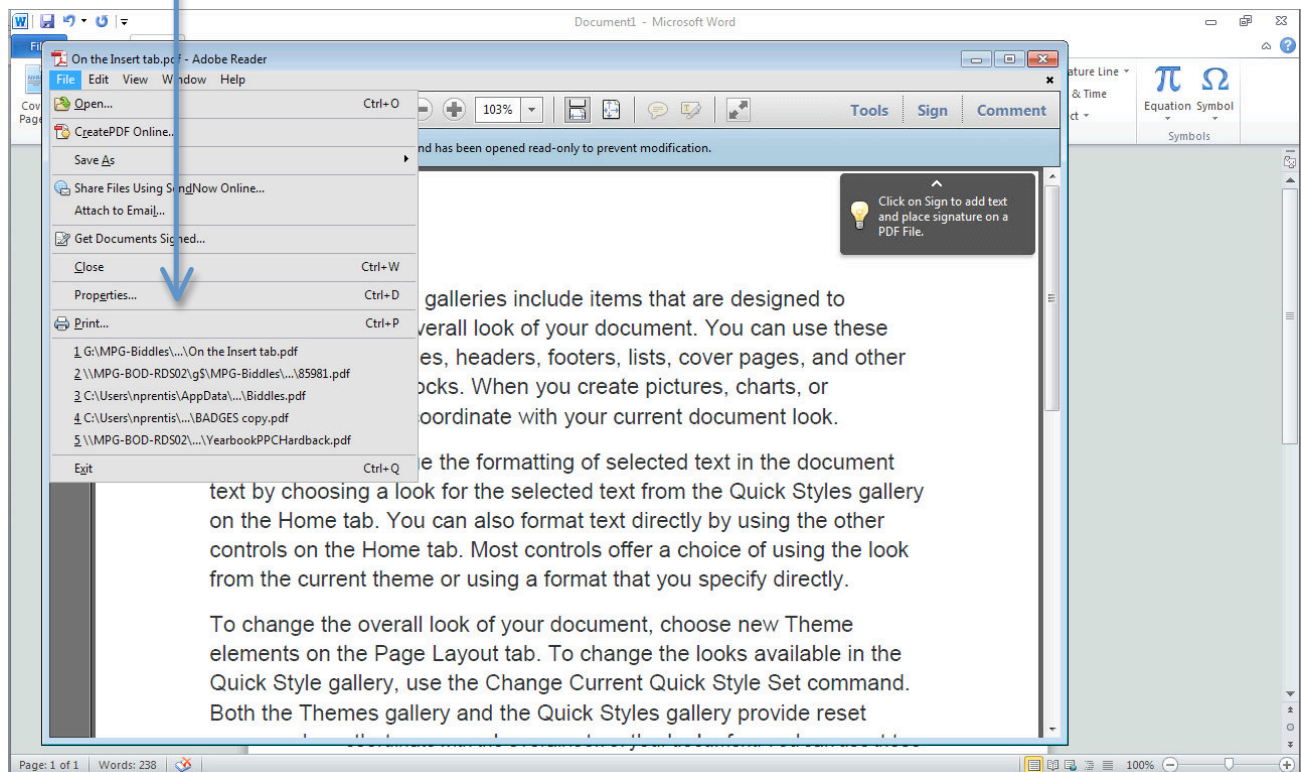 Document1 - Microsoft Word
On the Insert tab.pdf - Adobe Reader
File Edit View Window Help
ature Line
& Time
ct
Equation Symbol
Symbols
Cov
Page
Open... Ctrl+O
103%
Tools Sign Comment
CreatePDF Online...
nd has been opened read-only to prevent modification.
Save As
Share Files Using SendNow Online...
Attach to Email...
Get Documents Signed...
Close Ctrl+W
Properties... Ctrl+D
Print... Ctrl+P
1 G:\MPG-Biddles\...\On the Insert tab.pdf
2 \\MPG-BOD-RDS02\g$\MPG-Biddles\...\85981.pdf
3 C:\Users\nprentis\AppData\...\Biddles.pdf
4 C:\Users\nprentis\...\BADGES copy.pdf
5 \\MPG-BOD-RDS02\...\YearbookPPCHardback.pdf
Exit Ctrl+Q
Click on Sign to add text
and place signature on a
PDF File.
galleries include items that are designed to
verall look of your document. You can use these
es, headers, footers, lists, cover pages, and other
ocks. When you create pictures, charts, or
oordinate with your current document look.
e the formatting of selected text in the document
text by choosing a look for the selected text from the Quick Styles gallery
on the Home tab. You can also format text directly by using the other
controls on the Home tab. Most controls offer a choice of using the look
from the current theme or using a format that you specify directly.
To change the overall look of your document, choose new Theme
elements on the Page Layout tab. To change the looks available in the
Quick Style gallery, use the Change Current Quick Style Set command.
Both the Themes gallery and the Quick Styles gallery provide reset
Page: 1 of 1 Words: 238 100%